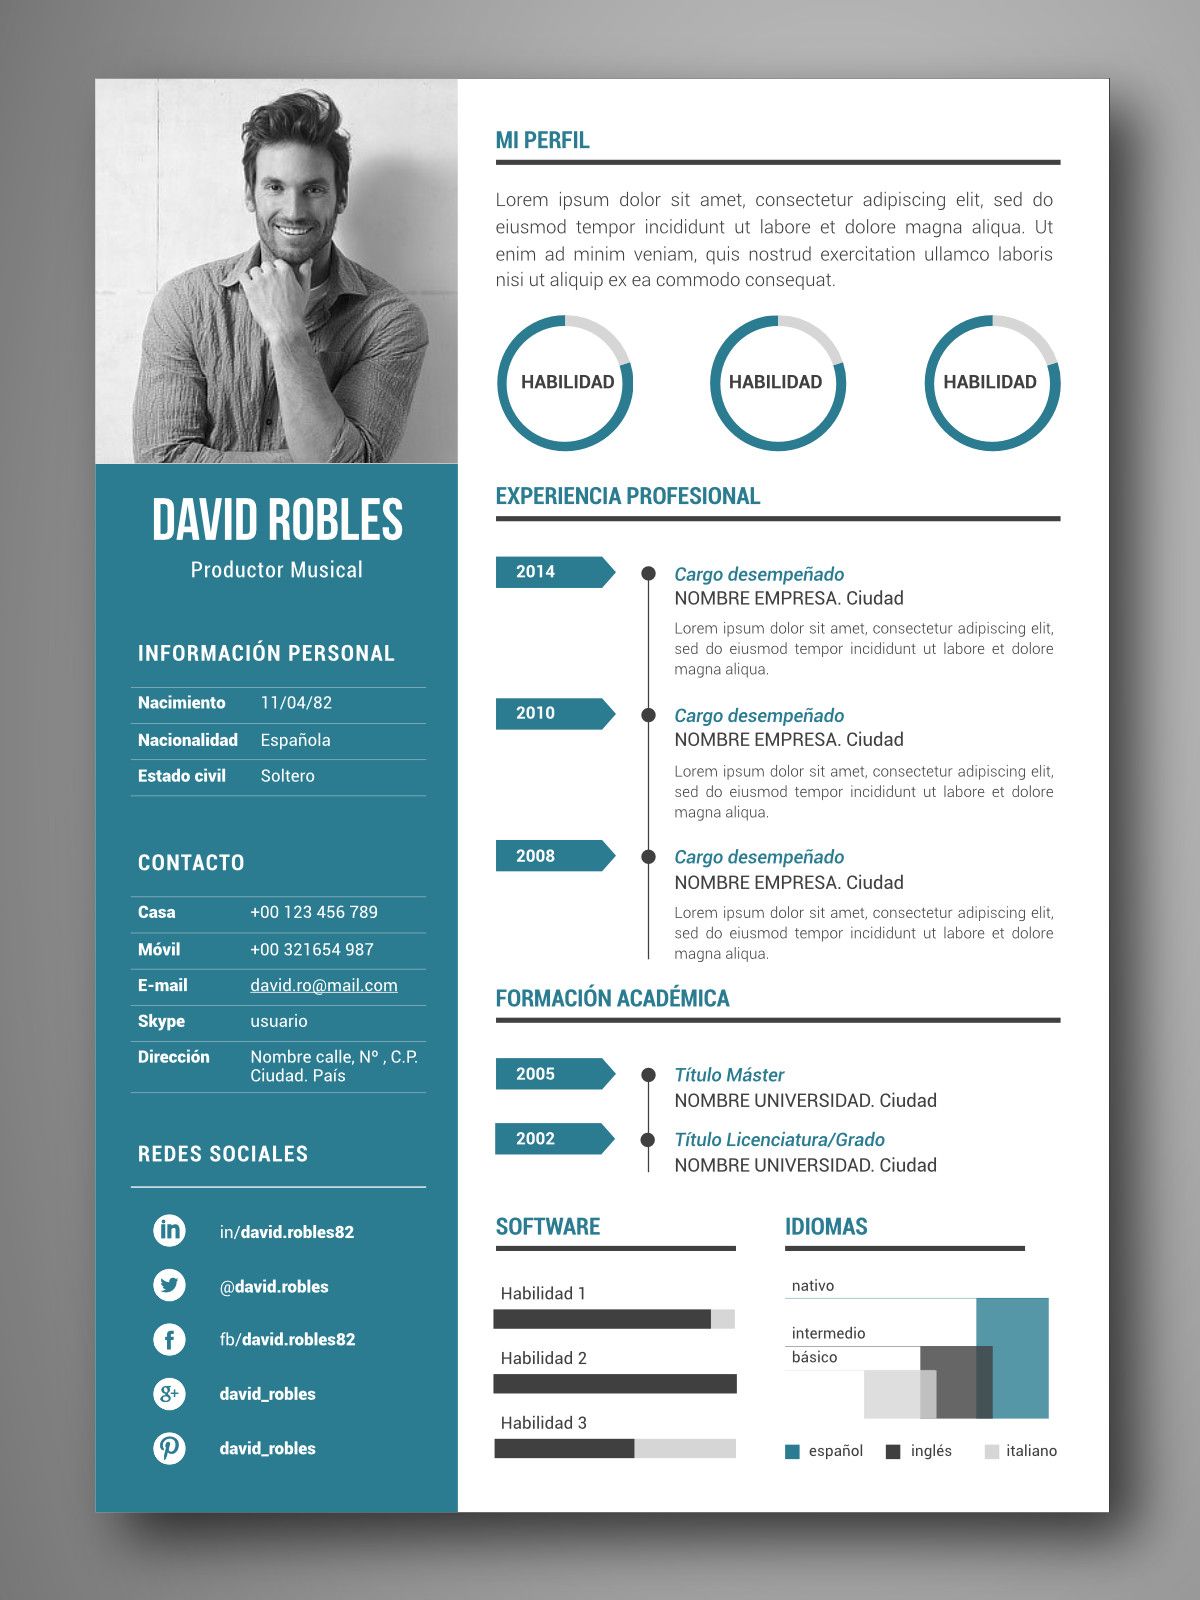 DAVID ROBLES
Productor Musical
INFORMACIÓN PERSONAL
Nacimiento 11/04/82
Nacionalidad Española
Estado civil Soltero
CONTACTO
Casa +00 123 456 789
Móvil +00 321654 987
E-mail david.ro@mail.com
Skype usuario
Dirección Nombre calle, Nº , C.P.
Ciudad. País
REDES SOCIALES
in in/david.robles82
@david.robles
f fb/david.robles82
g+ david_robles
david_robles
MI PERFIL
Lorem ipsum dolor sit amet, consectetur adipiscing elit, sed do
eiusmod tempor incididunt ut labore et dolore magna aliqua. Ut
enim ad minim veniam, quis nostrud exercitation ullamco laboris
nisi ut aliquip ex ea commodo consequat.
HABILIDAD HABILIDAD HABILIDAD
EXPERIENCIA PROFESIONAL
2014 Cargo desempeñado
NOMBRE EMPRESA. Ciudad
Lorem ipsum dolor sit amet, consectetur adipiscing elit,
sed do eiusmod tempor incididunt ut labore et dolore
magna aliqua.
2010 Cargo desempeñado
NOMBRE EMPRESA. Ciudad
Lorem ipsum dolor sit amet, consectetur adipiscing elit,
sed do eiusmod tempor incididunt ut labore et dolore
magna aliqua.
2008 Cargo desempeñado
NOMBRE EMPRESA. Ciudad
Lorem ipsum dolor sit amet, consectetur adipiscing elit,
sed do eiusmod tempor incididunt ut labore et dolore
magna aliqua.
FORMACIÓN ACADÉMICA
2005 Título Máster
NOMBRE UNIVERSIDAD. Ciudad
2002 Título Licenciatura/Grado
NOMBRE UNIVERSIDAD. Ciudad
SOFTWARE
Habilidad 1
Habilidad 2
Habilidad 3
IDIOMAS
nativo
intermedio
básico
español inglés italiano